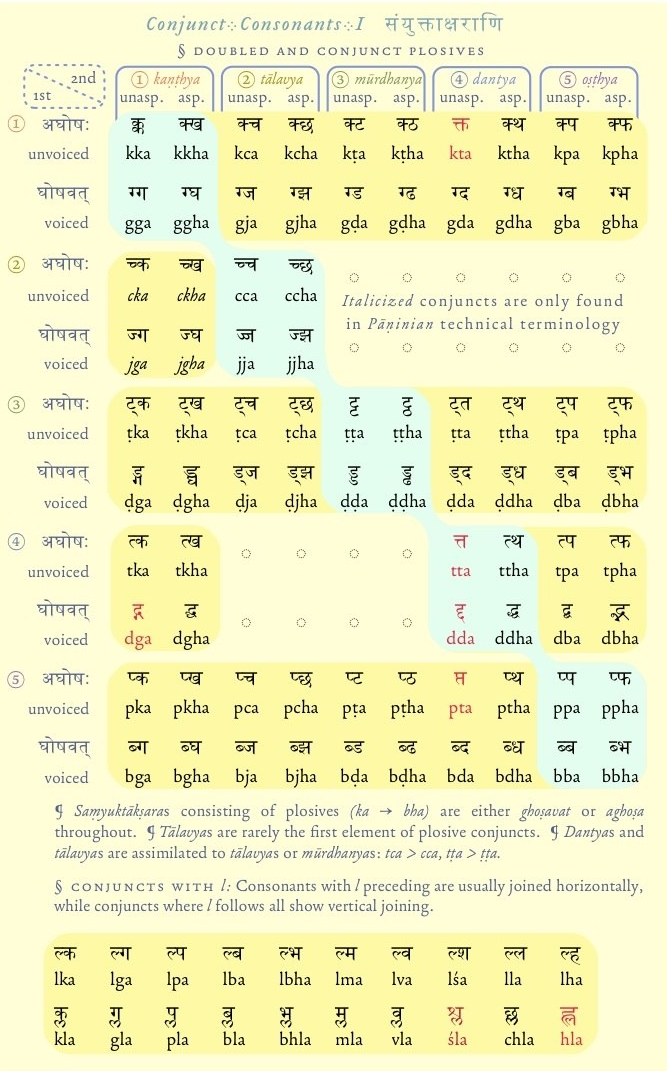 Conjunct Consonants I संयुक्ताक्षराणि
§ DOUBLED AND CONJUNCT PLOSIVES
2nd
1st
① kaṇṭhya ② tālavya ③ mūrdhanya ④ dantya ⑤ oṣṭhya
unasp. asp. unasp. asp. unasp. asp. unasp. asp. unasp. asp.
① अघोषः क्क क्ख क्च क्छ क्ट क्ठ क्त क्थ क्प क्फ
unvoiced kka kkha kca kcha kṭa kṭha kta ktha kpa kpha
घोषवत् ग्ग ग्घ ग्ज ग्झ ग्ड ग्ढ ग्द ग्ध ग्ब ग्भ
voiced gga ggha gja gjha gḍa gḍha gda gdha gba gbha
② अघोषः च्क च्ख च्च च्छ
unvoiced cka ckha cca ccha
Italicized conjuncts are only found
in Pāṇinian technical terminology
घोषवत् ज्ग ज्घ ज्ज ज्झ
voiced jga jgha jja jjha
③ अघोषः ट्क ट्ख ट्च ट्छ ट्ट ट्ठ ट्त ट्थ ट्प ट्फ
unvoiced ṭka ṭkha ṭca ṭcha ṭṭa ṭṭha ṭta ṭtha ṭpa ṭpha
घोषवत् ड्ग ड्घ ड्ज ड्झ ड्ड ड्ढ ड्द ड्ध ड्ब ड्भ
voiced ḍga ḍgha ḍja ḍjha ḍḍa ḍḍha ḍda ḍdha ḍba ḍbha
④ अघोषः त्क त्ख त्त त्थ त्प त्फ
unvoiced tka tkha tta ttha tpa tpha
घोषवत् द्ग द्घ द्द द्ध द्ब द्भ
voiced dga dgha dda ddha dba dbha
⑤ अघोषः प्क प्ख प्च प्छ प्ट प्ठ प्त प्थ प्प प्फ
unvoiced pka pkha pca pcha pṭa pṭha pta ptha ppa ppha
घोषवत् ब्ग ब्घ ब्ज ब्झ ब्ड ब्ढ ब्द ब्ध ब्ब ब्भ
voiced bga bgha bja bjha bḍa bḍha bda bdha bba bbha
¶ Saṃyuktākṣaras consisting of plosives (ka → bha) are either ghoṣavat or aghoṣa
throughout. ¶ Tālavyas are rarely the first element of plosive conjuncts. ¶ Dantyas and
tālavyas are assimilated to tālavyas or mūrdhanyas: tca > cca, ṭta > ṭṭa.
§ CONJUNCTS WITH l: Consonants with l preceding are usually joined horizontally,
while conjuncts where l follows all show vertical joining.
ल्क ल्ग ल्प ल्ब ल्भ ल्म ल्व ल्श ल्ल ल्ह
lka lga lpa lba lbha lma lva lśa lla lha
क्ल ग्ल प्ल ब्ल भ्ल म्ल व्ल श्ल छ्ल ह्ल
kla gla pla bla bhla mla vla śla chla hla